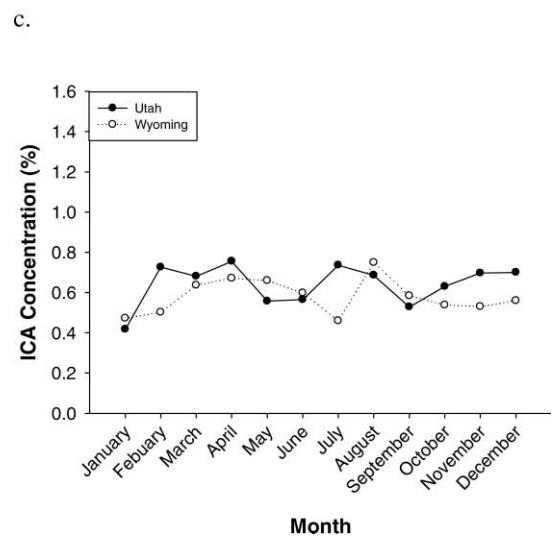 c.
1.6
1.4
1.2
1.0
0.8
0.6
0.4
0.2
0.0
ICA Concentration (%)
Utah
Wyoming
January
Febuary
March
April
May
June
July
August
September
October
November
December
Month